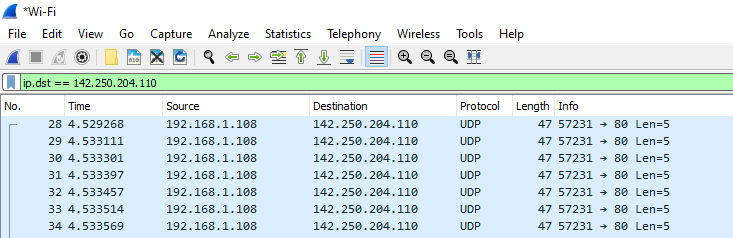 *Wi-Fi
File Edit View Go Capture Analyze Statistics Telephony Wireless Tools Help
ip.dst == 142.250.204.110
No. Time Source Destination Protocol Length Info
28 4.529268 192.168.1.108 142.250.204.110 UDP 47 57231 → 80 Len=5
29 4.533111 192.168.1.108 142.250.204.110 UDP 47 57231 → 80 Len=5
30 4.533301 192.168.1.108 142.250.204.110 UDP 47 57231 → 80 Len=5
31 4.533397 192.168.1.108 142.250.204.110 UDP 47 57231 → 80 Len=5
32 4.533457 192.168.1.108 142.250.204.110 UDP 47 57231 → 80 Len=5
33 4.533514 192.168.1.108 142.250.204.110 UDP 47 57231 → 80 Len=5
34 4.533569 192.168.1.108 142.250.204.110 UDP 47 57231 → 80 Len=5